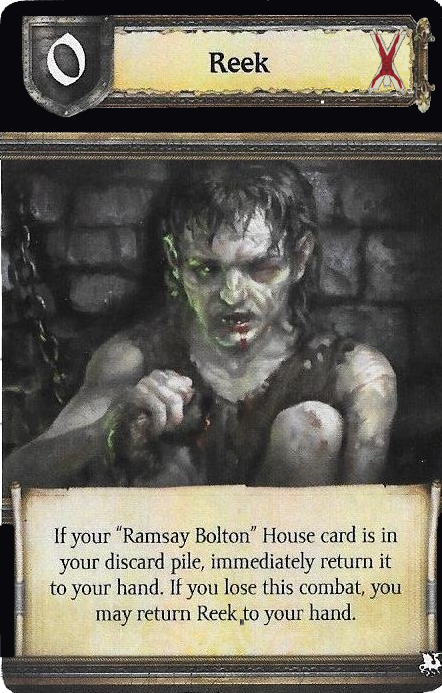 0
Reek
If your "Ramsay Bolton" House card is in
your discard pile, immediately return it
to your hand. If you lose this combat, you
may return Reek to your hand.